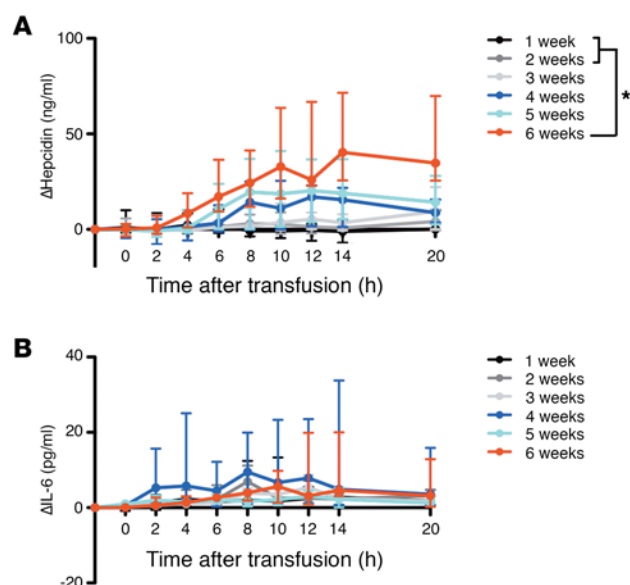 A
100
50
0
ΔHepcidin (ng/ml)
0 2 4 6 8 10 12 14 20
Time after transfusion (h)
1 week
2 weeks
3 weeks
4 weeks
5 weeks
6 weeks
*
B
40
20
0
-20
ΔIL-6 (pg/ml)
0 2 4 6 8 10 12 14 20
Time after transfusion (h)
1 week
2 weeks
3 weeks
4 weeks
5 weeks
6 weeks